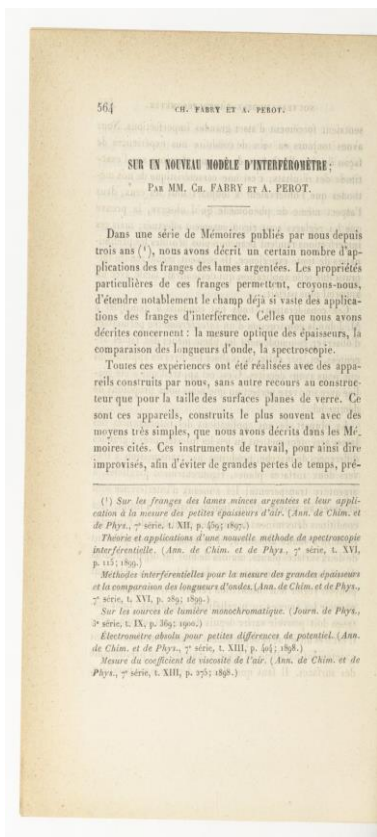 564
CH. FABRY ET A. PEROT.
SUR UN NOUVEAU MODÈLE D'INTERFÉROMÈTRE;
PAR MM. CH. FABRY ET A. PEROT.
Dans une série de Mémoires publiés par nous depuis
trois ans (¹), nous avons décrit un certain nombre d'ap-
plications des franges des lames argentées. Les propriétés
particulières de ces franges permettent, croyons-nous,
d'étendre notablement le champ déjà si vaste des applica-
tions des franges d'interférence. Celles que nous avons
décrites concernent : la mesure optique des épaisseurs, la
comparaison des longueurs d'onde, la spectroscopie.
Toutes ces expériences ont été réalisées avec des appa-
reils construits par nous, sans autre recours au construc-
teur que pour la taille des surfaces planes de verre. Ce
sont ces appareils, construits le plus souvent avec des
moyens très simples, que nous avons décrits dans les Mé-
moires cités. Ces instruments de travail, pour ainsi dire
improvisés, afin d'éviter de grandes pertes de temps, pré-
(¹) Sur les franges des lames minces argentées et leur appli-
cation à la mesure des petites épaisseurs d'air. (Ann. de Chim. et
de Phys., 7ᵉ série, t. XII, p. 459; 1897.)
Théorie et applications d'une nouvelle méthode de spectroscopie
interférentielle. (Ann. de Chim. et de Phys., 7ᵉ série, t. XVI,
p. 115; 1899.)
Méthodes interférentielles pour la mesure des grandes épaisseurs
et la comparaison des longueurs d'ondes. (Ann. de Chim. et de Phys.,
7ᵉ série, t. XVI, p. 289; 1899.)
Sur les sources de lumière monochromatique. (Journ. de Phys.,
3ᵉ série, t. IX, p. 369; 1900.)
Électromètre absolu pour petites différences de potentiel. (Ann.
de Chim. et de Phys., 7ᵉ série, t. XIII, p. 404; 1898.)
Mesure du coefficient de viscosité de l'air. (Ann. de Chim. et de
Phys., 7ᵉ série, t. XIII, p. 275; 1898.)